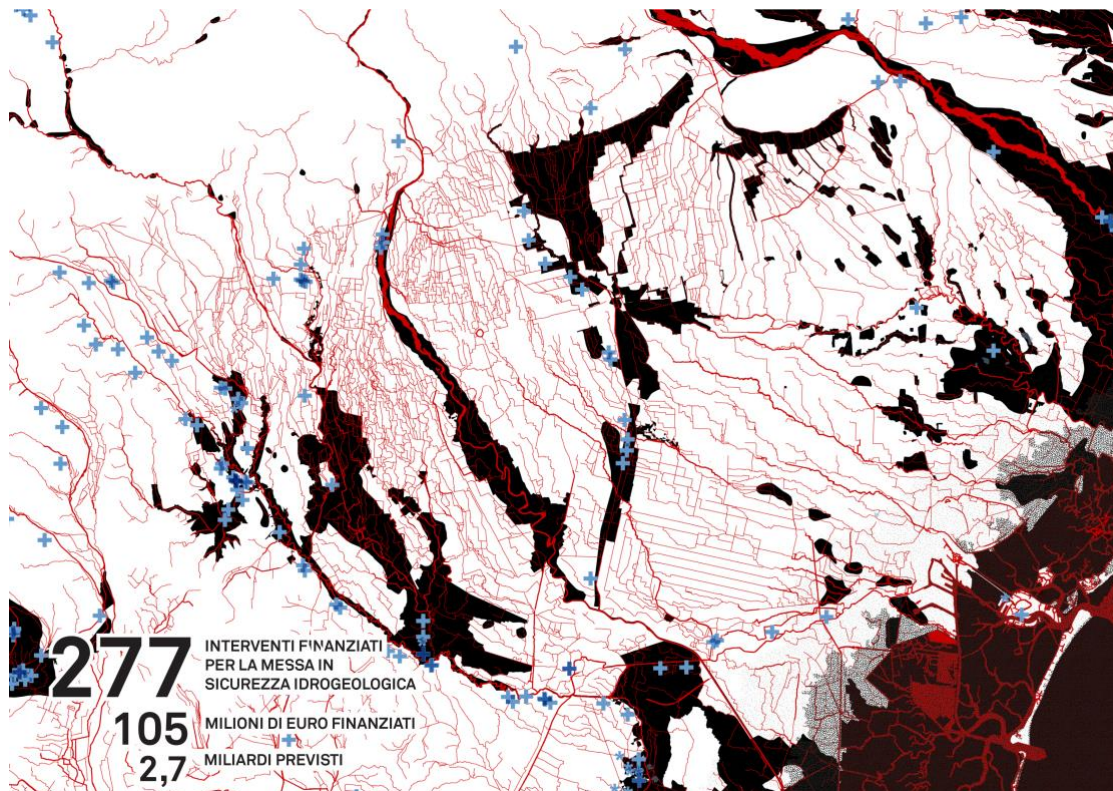 277
INTERVENTI FINANZIATI
PER LA MESSA IN
SICUREZZA IDROGEOLOGICA
105
MILIONI DI EURO FINANZIATI
+
2,7
MILIARDI PREVISTI